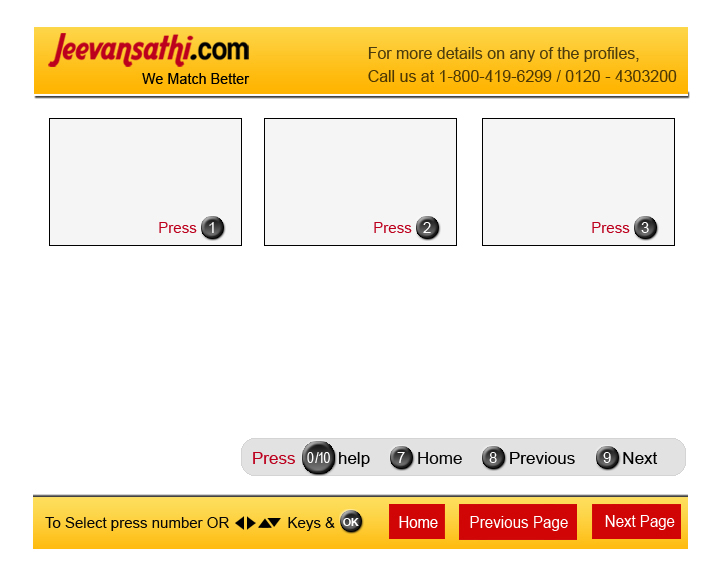 Jeevansathi.com
We Match Better
For more details on any of the profiles,
Call us at 1-800-419-6299 / 0120 - 4303200
Press 1
Press 2
Press 3
Press 0/10 help 7 Home 8 Previous 9 Next
To Select press number OR ◀▶▲▼ Keys & OK
Home
Previous Page
Next Page